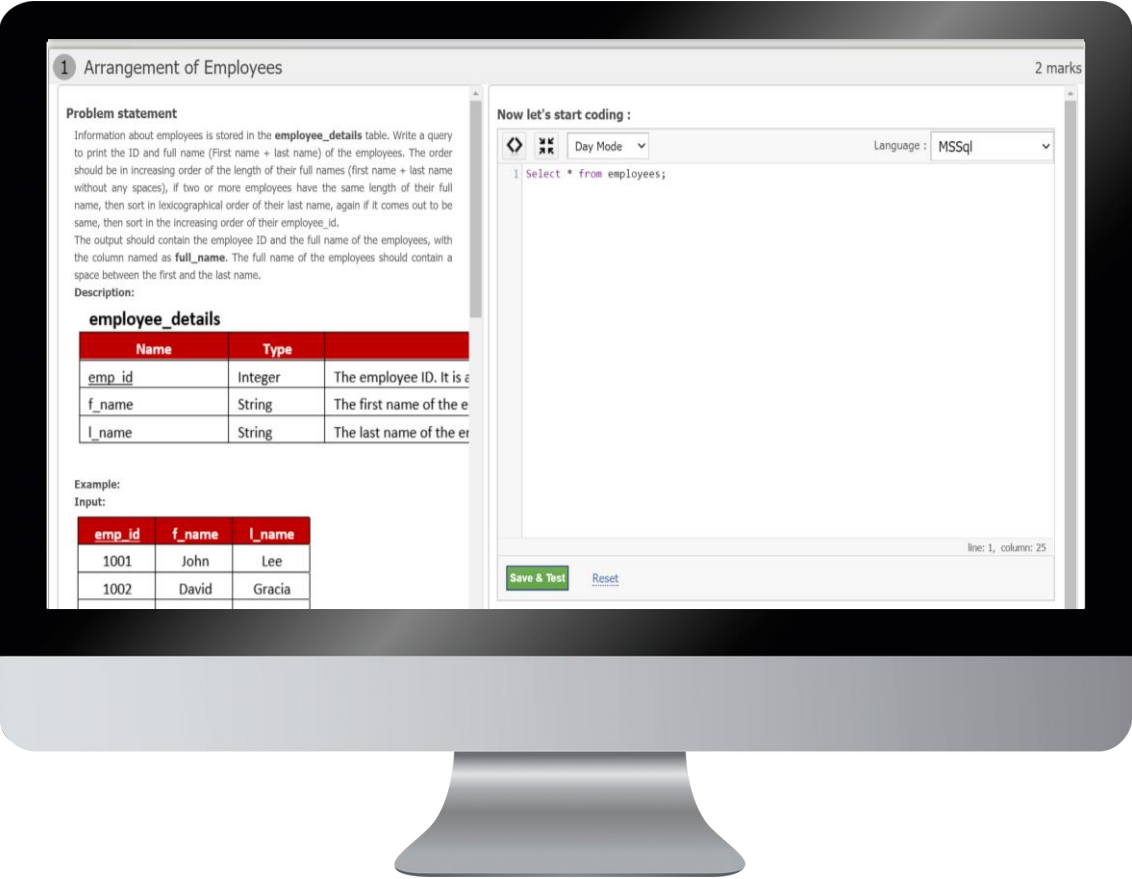 1 Arrangement of Employees
2 marks
Problem statement
Information about employees is stored in the employee_details table. Write a query
to print the ID and full name (First name + last name) of the employees. The order
should be in increasing order of the length of their full names (first name + last name
without any spaces), if two or more employees have the same length of their full
name, then sort in lexicographical order of their last name, again if it comes out to be
same, then sort in the increasing order of their employee_id.
The output should contain the employee ID and the full name of the employees, with
the column named as full_name. The full name of the employees should contain a
space between the first and the last name.
Description:
employee_details
Name Type
emp_id Integer The employee ID. It is a
f_name String The first name of the e
l_name String The last name of the er
Example:
Input:
emp_id f_name l_name
1001 John Lee
1002 David Gracia
Now let's start coding :
Day Mode
Language : MSSql
1 Select * from employees;
line: 1, column: 25
Save & Test Reset